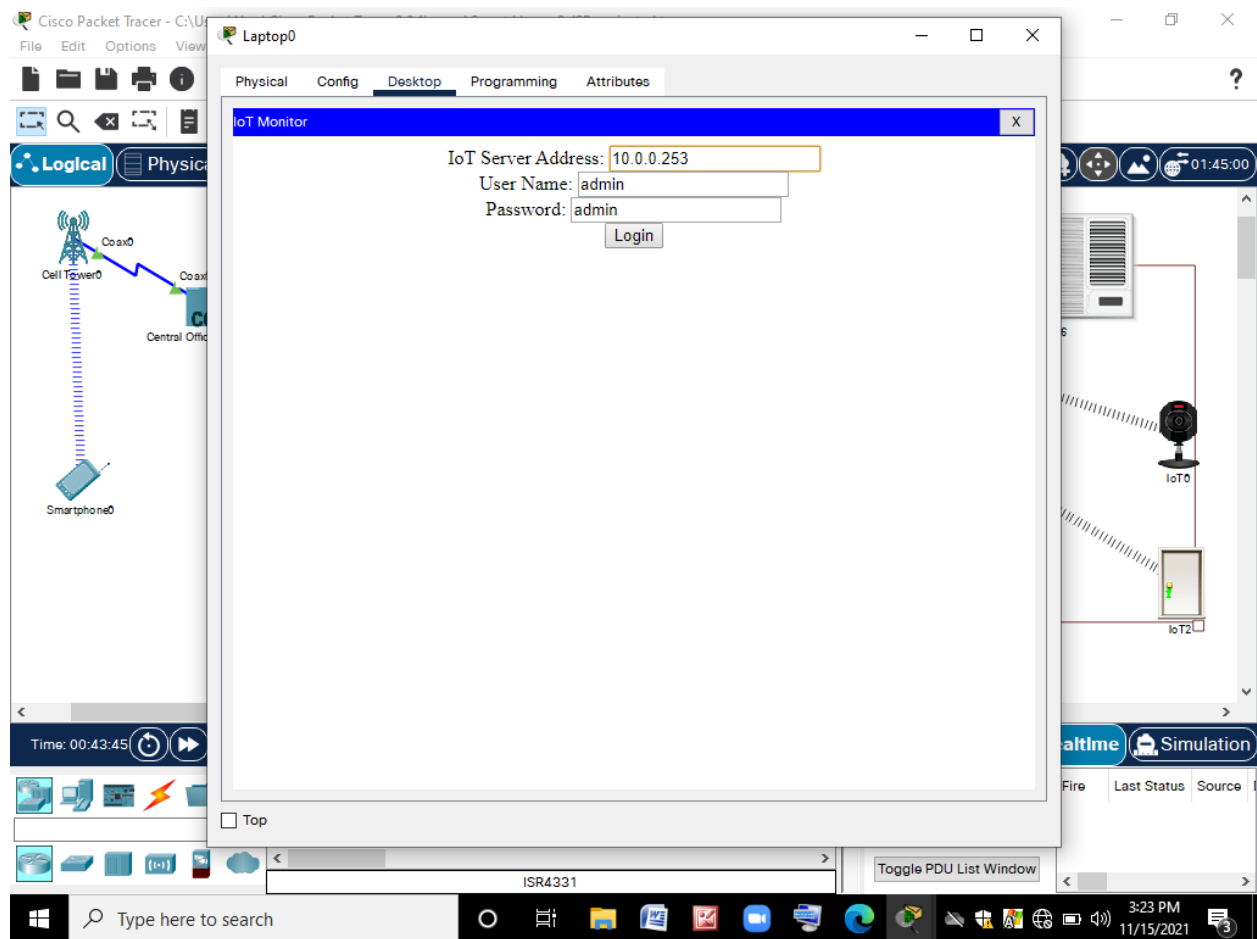 Cisco Packet Tracer - C:\Us
File Edit Options View
Laptop0
Physical Config Desktop Programming Attributes
?
IoT Monitor X
Logical Physica
01:45:00
IoT Server Address: 10.0.0.253
User Name: admin
Password: admin
Login
Coax0
Cell Tower0
Coax
CO
Central Offic
6
IoT0
Smartphone0
IoT2
Time: 00:43:45
ealtime Simulation
Fire Last Status Source
Top
Toggle PDU List Window
ISR4331
Type here to search
3:23 PM
11/15/2021
3